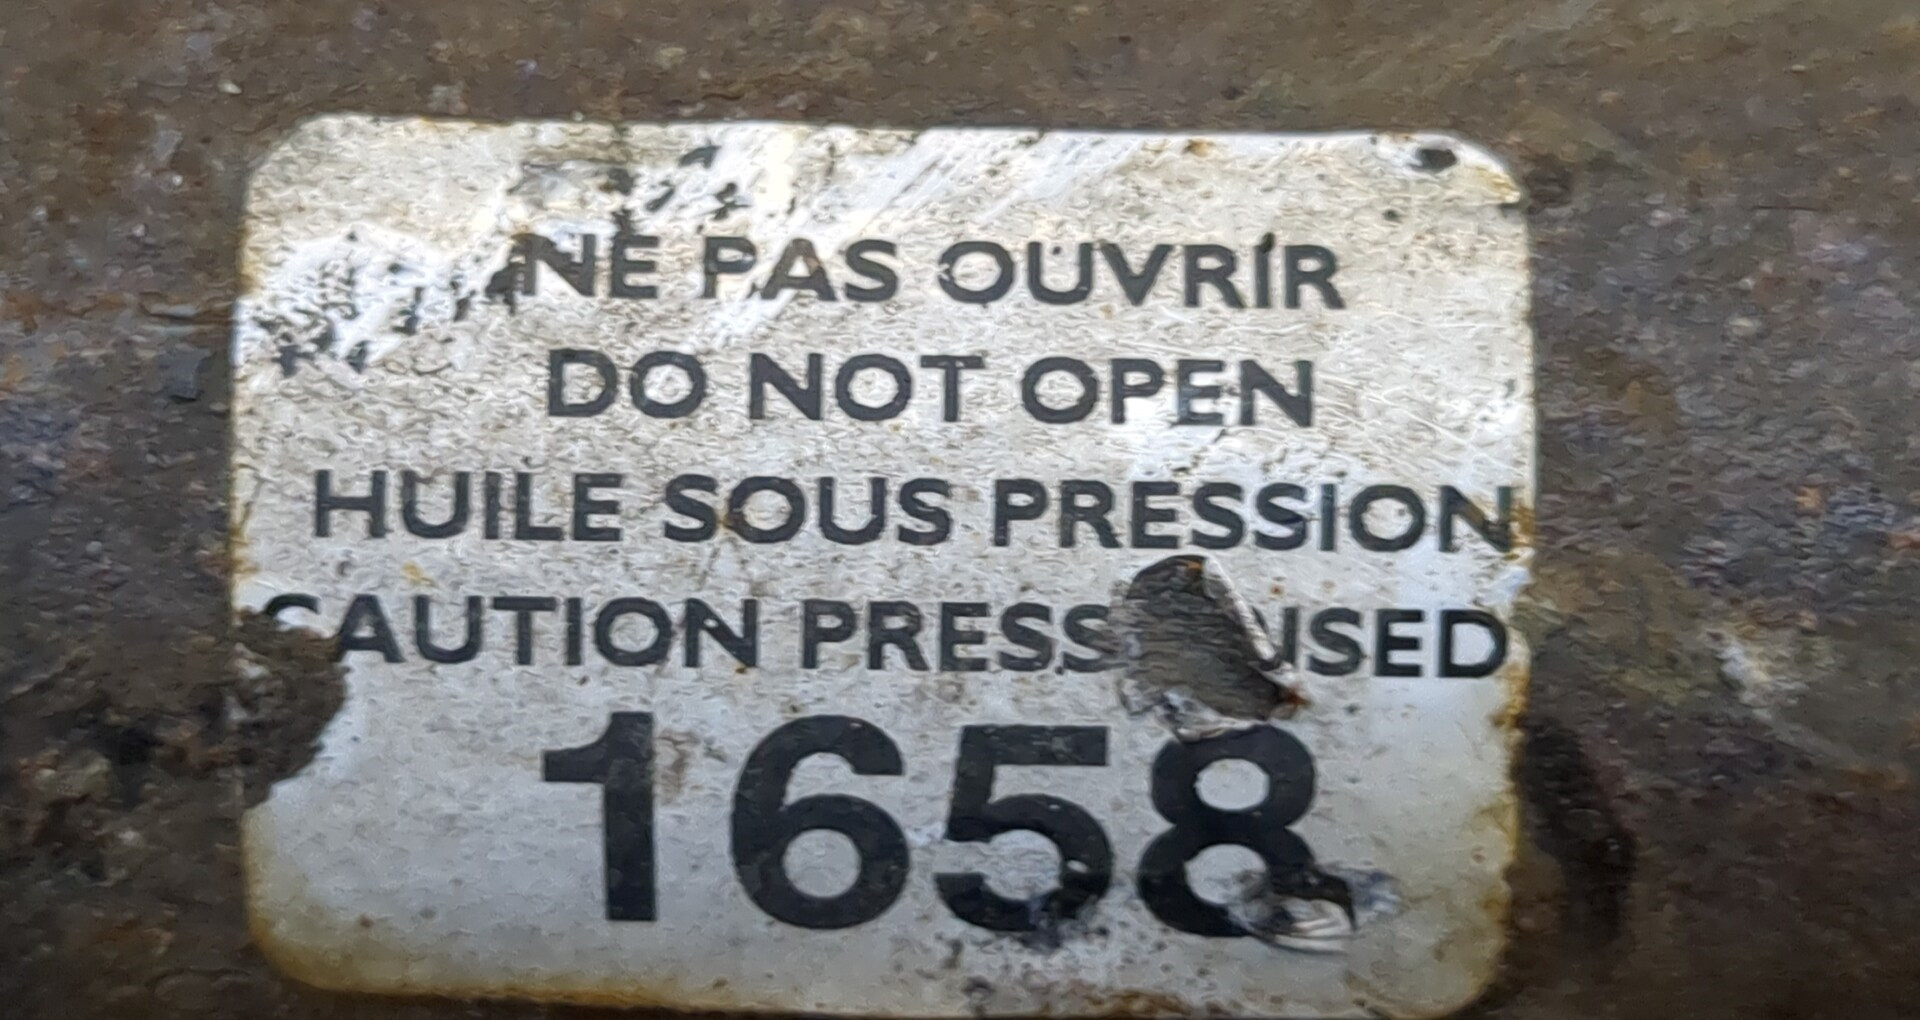 NE PAS OUVRIR
DO NOT OPEN
HUILE SOUS PRESSION
CAUTION
1658